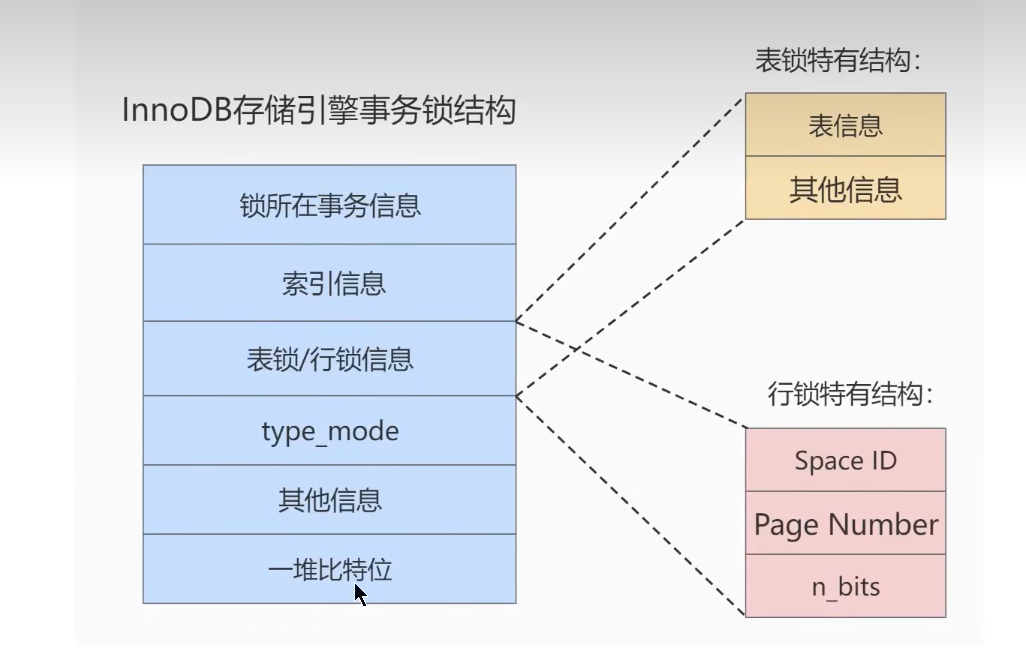 InnoDB存储引擎事务锁结构
锁所在事务信息
索引信息
表锁/行锁信息
type_mode
其他信息
一堆比特位
表锁特有结构：
表信息
其他信息
行锁特有结构：
Space ID
Page Number
n_bits